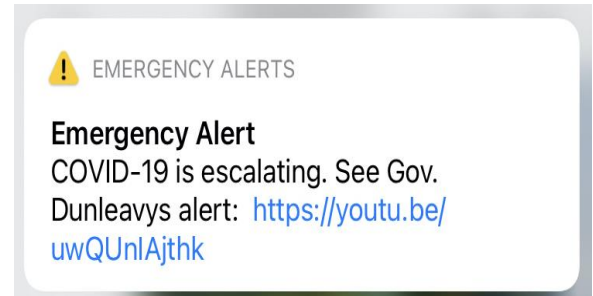 EMERGENCY ALERTS
Emergency Alert
COVID-19 is escalating. See Gov.
Dunleavys alert: https://youtu.be/
uwQUnIAjthk